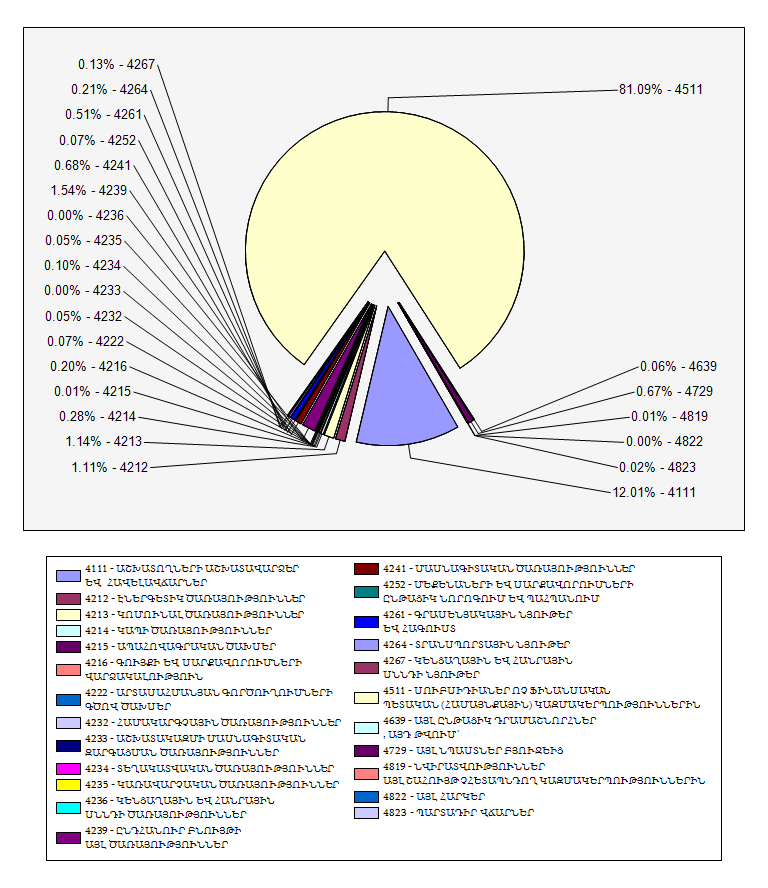 0.13% - 4267
0.21% - 4264
0.51% - 4261
0.07% - 4252
0.68% - 4241
1.54% - 4239
0.00% - 4236
0.05% - 4235
0.10% - 4234
0.00% - 4233
0.05% - 4232
0.07% - 4222
0.20% - 4216
0.01% - 4215
0.28% - 4214
1.14% - 4213
1.11% - 4212
81.09% - 4511
0.06% - 4639
0.67% - 4729
0.01% - 4819
0.00% - 4822
0.02% - 4823
12.01% - 4111
4111 - ԱՇԽԱՏՈՂՆԵՐԻ ԱՇԽԱՏԱՎԱՐՁԵՐ
ԵՎ ՀԱՎԵԼԱՎՃԱՐՆԵՐ
4212 - ԷՆԵՐԳԵՏԻԿ ԾԱՌԱՅՈՒԹՅՈՒՆՆԵՐ
4213 - ԿՈՄՈՒՆԱԼ ԾԱՌԱՅՈՒԹՅՈՒՆՆԵՐ
4214 - ԿԱՊԻ ԾԱՌԱՅՈՒԹՅՈՒՆՆԵՐ
4215 - ԱՊԱՀՈՎԱԳՐԱԿԱՆ ԾԱԽՍԵՐ
4216 - ԳՈՒՅՔԻ ԵՎ ՍԱՐՔԱՎՈՐՈՒՄՆԵՐԻ
ՎԱՐՁԱԿԱԼՈՒԹՅՈՒՆ
4222 - ԱՐՏԱՍԱՀՄԱՆՅԱՆ ԳՈՐԾՈՒՂՈՒՄՆԵՐԻ
ԳԾՈՎ ԾԱԽՍԵՐ
4232 - ՀԱՄԱԿԱՐԳՉԱՅԻՆ ԾԱՌԱՅՈՒԹՅՈՒՆՆԵՐ
4233 - ԱՇԽԱՏԱԿԱԶՄԻ ՄԱՍՆԱԳԻՏԱԿԱՆ
ԶԱՐԳԱՑՄԱՆ ԾԱՌԱՅՈՒԹՅՈՒՆՆԵՐ
4234 - ՏԵՂԱԿԱՏՎԱԿԱՆ ԾԱՌԱՅՈՒԹՅՈՒՆՆԵՐ
4235 - ԿԱՌԱՎԱՐՉԱԿԱՆ ԾԱՌԱՅՈՒԹՅՈՒՆՆԵՐ
4236 - ԿԵՆՑԱՂԱՅԻՆ ԵՎ ՀԱՆՐԱՅԻՆ
ՍՆՆԴԻ ԾԱՌԱՅՈՒԹՅՈՒՆՆԵՐ
4239 - ԸՆԴՀԱՆՈՒՐ ԲՆՈՒՅԹԻ
ԱՅԼ ԾԱՌԱՅՈՒԹՅՈՒՆՆԵՐ
4241 - ՄԱՍՆԱԳԻՏԱԿԱՆ ԾԱՌԱՅՈՒԹՅՈՒՆՆԵՐ
4252 - ՄԵՔԵՆԱՆԵՐԻ ԵՎ ՍԱՐՔԱՎՈՐՈՒՄՆԵՐԻ
ԸՆԹԱՑԻԿ ՆՈՐՈԳՈՒՄ ԵՎ ՊԱՀՊԱՆՈՒՄ
4261 - ԳՐԱՍԵՆՅԱԿԱՅԻՆ ՆՅՈՒԹԵՐ
ԵՎ ՀԱԳՈՒՍՏ
4264 - ՏՐԱՆՍՊՈՐՏԱՅԻՆ ՆՅՈՒԹԵՐ
4267 - ԿԵՆՑԱՂԱՅԻՆ ԵՎ ՀԱՆՐԱՅԻՆ
ՍՆՆԴԻ ՆՅՈՒԹԵՐ
4511 - ՍՈՒԲՍԻԴԻԱՆԵՐ ՈՉ ՖԻՆԱՆՍԱԿԱՆ
ՊԵՏԱԿԱՆ (ՀԱՄԱՅՆՔԱՅԻՆ) ԿԱԶՄԱԿԵՐՊՈՒԹՅՈՒՆՆԵՐԻՆ
4639 - ԱՅԼ ԸՆԹԱՑԻԿ ԴՐԱՄԱՇՆՈՐՀՆԵՐ
, ԱՅԴ ԹՎՈՒՄ՝
4729 - ԱՅԼ ՆՊԱՍՏՆԵՐ ԲՅՈՒՋԵԻՑ
4819 - ՆՎԻՐԱՏՎՈՒԹՅՈՒՆՆԵՐ
ԱՅԼ ՇԱՀՈՒՅԹ ՉՀԵՏԱՊՆԴՈՂ ԿԱԶՄԱԿԵՐՊՈՒԹՅՈՒՆՆԵՐԻՆ
4822 - ԱՅԼ ՀԱՐԿԵՐ
4823 - ՊԱՐՏԱԴԻՐ ՎՃԱՐՆԵՐ